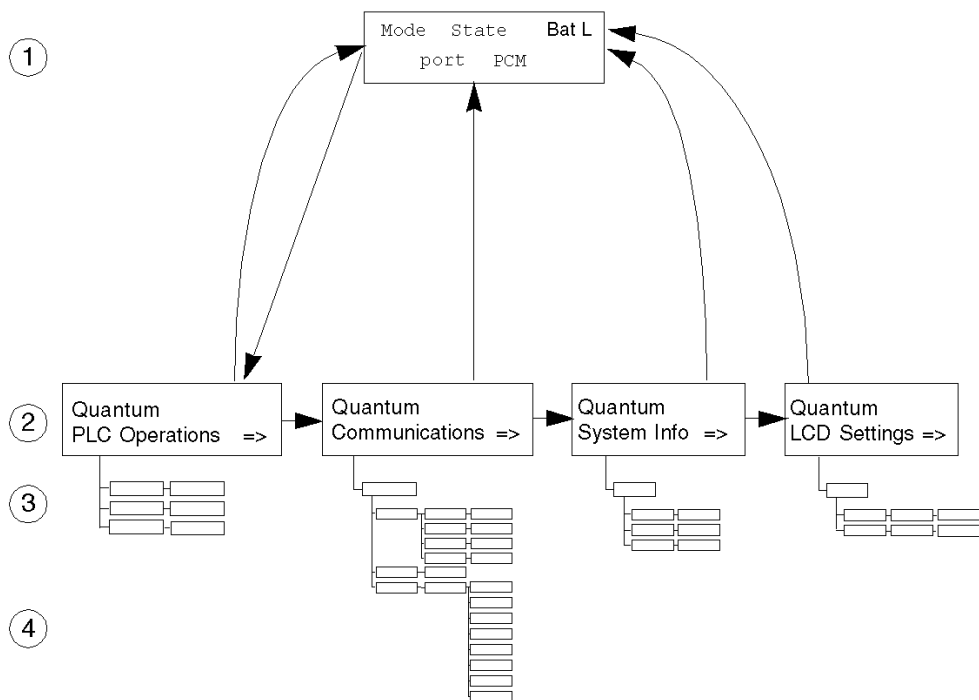 1
Mode State Bat L
port PCM
2
Quantum
PLC Operations =>
Quantum
Communications =>
Quantum
System Info =>
Quantum
LCD Settings =>
3
4